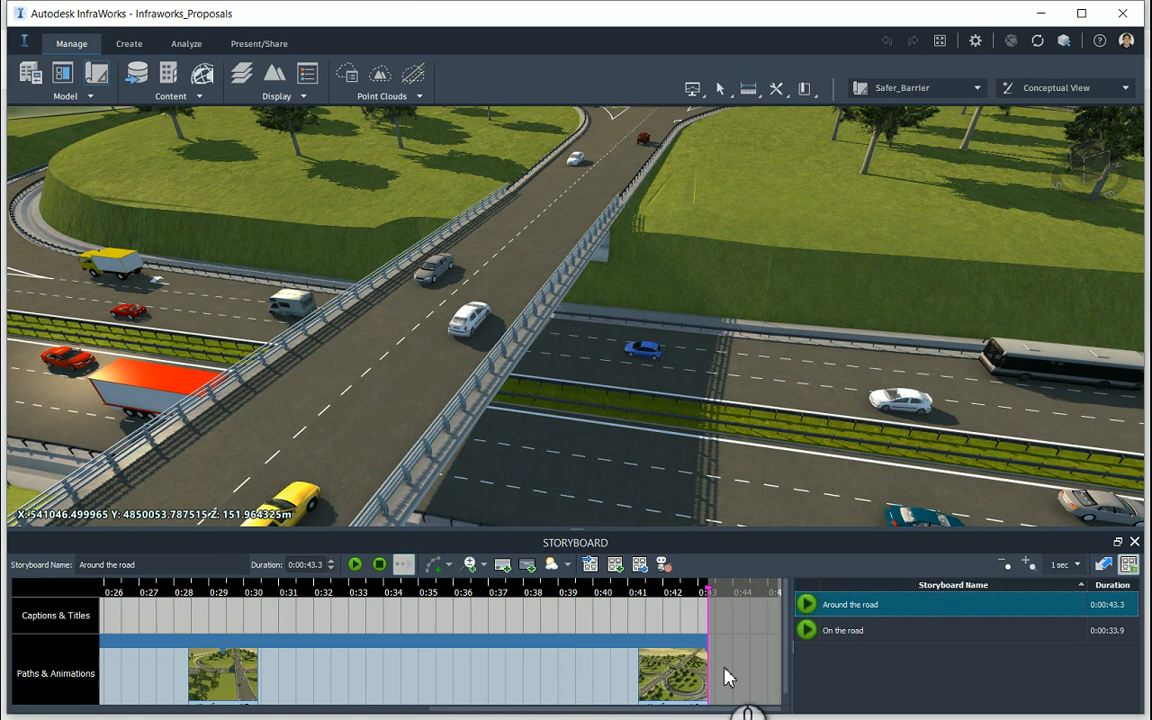 Autodesk InfraWorks - Infraworks_Proposals
Manage Create Analyze Present/Share
Model Content Display Point Clouds
Safer_Barrier Conceptual View
X: 541046.499965 Y: 4850053.787515 Z: 151.964325m
STORYBOARD
Storyboard Name: Around the road Duration: 0:00:43.3 1 sec
0:26 0:27 0:28 0:29 0:30 0:31 0:32 0:33 0:34 0:35 0:36 0:37 0:38 0:39 0:40 0:41 0:42 0:44
Captions & Titles
Paths & Animations
Storyboard Name Duration
Around the road 0:00:43.3
On the road 0:00:33.9